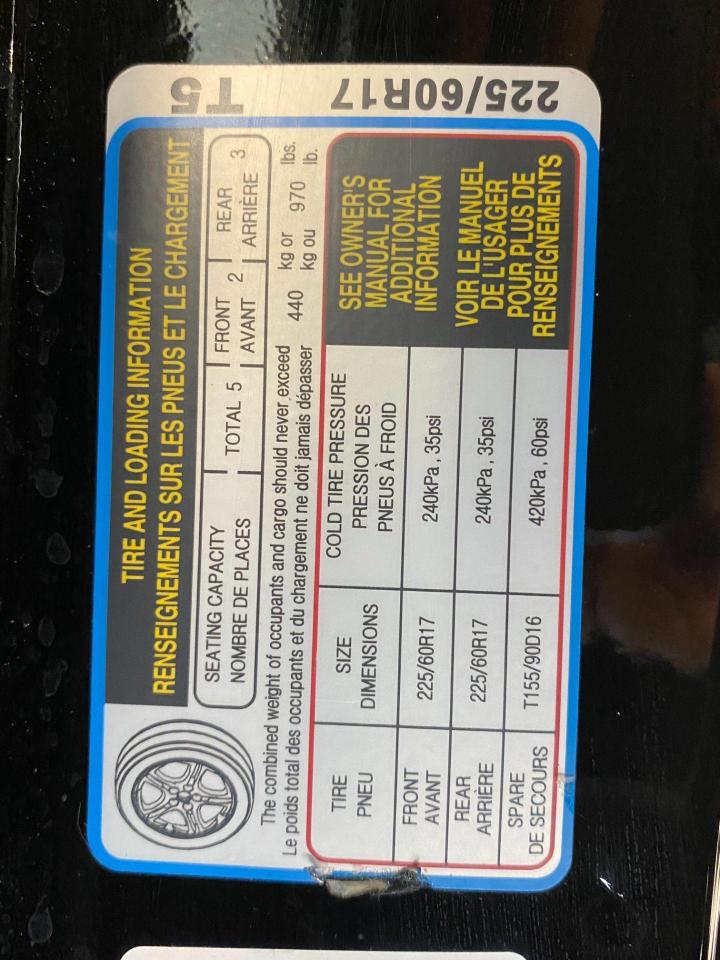 TIRE AND LOADING INFORMATION
RENSEIGNEMENTS SUR LES PNEUS ET LE CHARGEMENT
SEATING CAPACITY
NOMBRE DE PLACES
TOTAL 5
FRONT
AVANT
2
REAR
ARRIÈRE
3
The combined weight of occupants and cargo should never exceed 440 kg or 970 lbs.
Le poids total des occupants et du chargement ne doit jamais dépasser kg ou lb.
TIRE
PNEU
SIZE
DIMENSIONS
COLD TIRE PRESSURE
PRESSION DES
PNEUS À FROID
FRONT
AVANT
225/60R17
240kPa, 35psi
REAR
ARRIÈRE
225/60R17
240kPa, 35psi
SPARE
DE SECOURS
T155/90D16
420kPa, 60psi
SEE OWNER'S
MANUAL FOR
ADDITIONAL
INFORMATION
VOIR LE MANUEL
DE L'USAGER
POUR PLUS DE
RENSEIGNEMENTS
225/60R17 T5